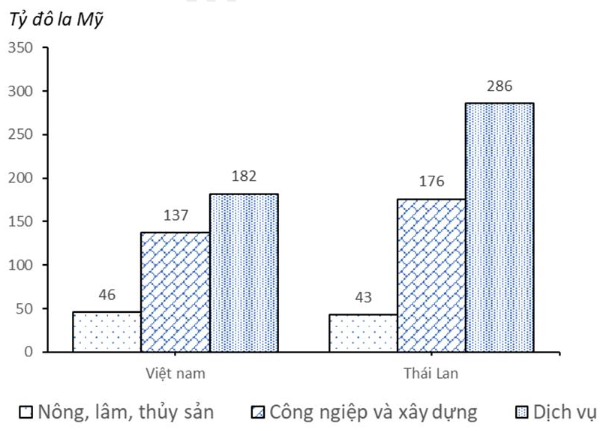 Tỷ đô la Mỹ
350
300
250
200
150
100
50
0
46
137
182
43
176
286
Việt nam
Thái Lan
Nông, lâm, thủy sản
Công ngiệp và xây dựng
Dịch vụ